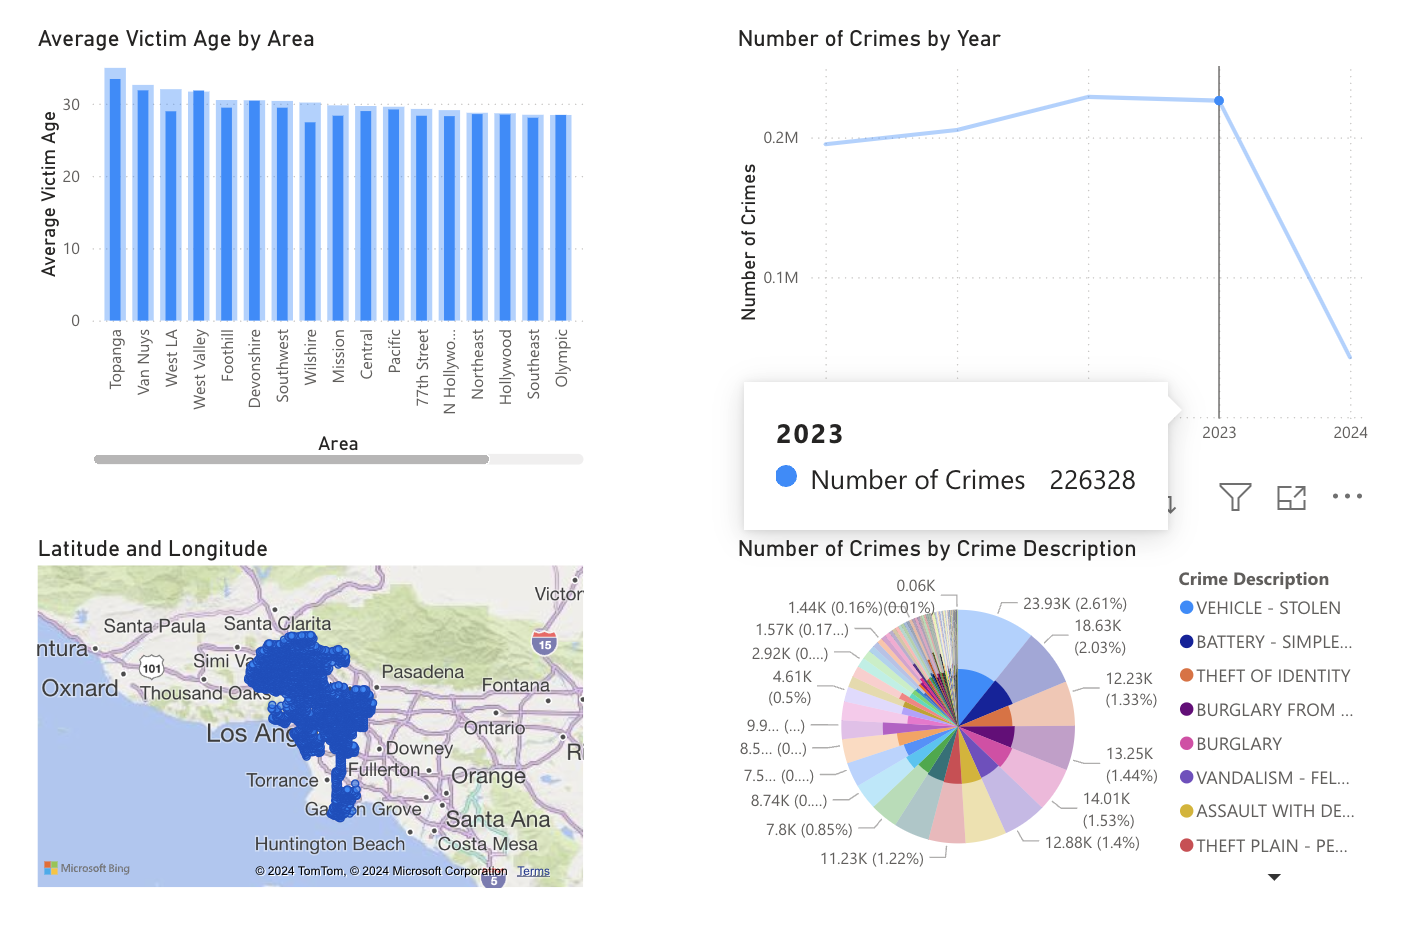 Average Victim Age by Area
Average Victim Age
30
20
10
0
Topanga
Van Nuys
West LA
West Valley
Foothill
Devonshire
Southwest
Wilshire
Mission
Central
Pacific
77th Street
N Hollywo...
Northeast
Hollywood
Southeast
Olympic
Area
Number of Crimes by Year
Number of Crimes
0.2M
0.1M
2023
2024
2023
Number of Crimes 226328
Latitude and Longitude
Victor
Santa Paula
Santa Clarita
ntura
Simi Va
101
15
Oxnard
Thousand Oaks
Pasadena
Fontana
Los Ang
Ontario
Ri
Downey
Torrance
Fullerton
Orange
Garden Grove
Santa Ana
Huntington Beach
Costa Mesa
5
Microsoft Bing
© 2024 TomTom, © 2024 Microsoft Corporation Terms
Number of Crimes by Crime Description
0.06K
(0.01%)
1.44K (0.16%)
1.57K (0.17...)
2.92K (0....)
4.61K
(0.5%)
9.9... (...)
8.5... (0...)
7.5... (0....)
8.74K (0....)
7.8K (0.85%)
11.23K (1.22%)
23.93K (2.61%)
18.63K
(2.03%)
12.23K
(1.33%)
13.25K
(1.44%)
14.01K
(1.53%)
12.88K (1.4%)
Crime Description
VEHICLE - STOLEN
BATTERY - SIMPLE...
THEFT OF IDENTITY
BURGLARY FROM ...
BURGLARY
VANDALISM - FEL...
ASSAULT WITH DE...
THEFT PLAIN - PE...